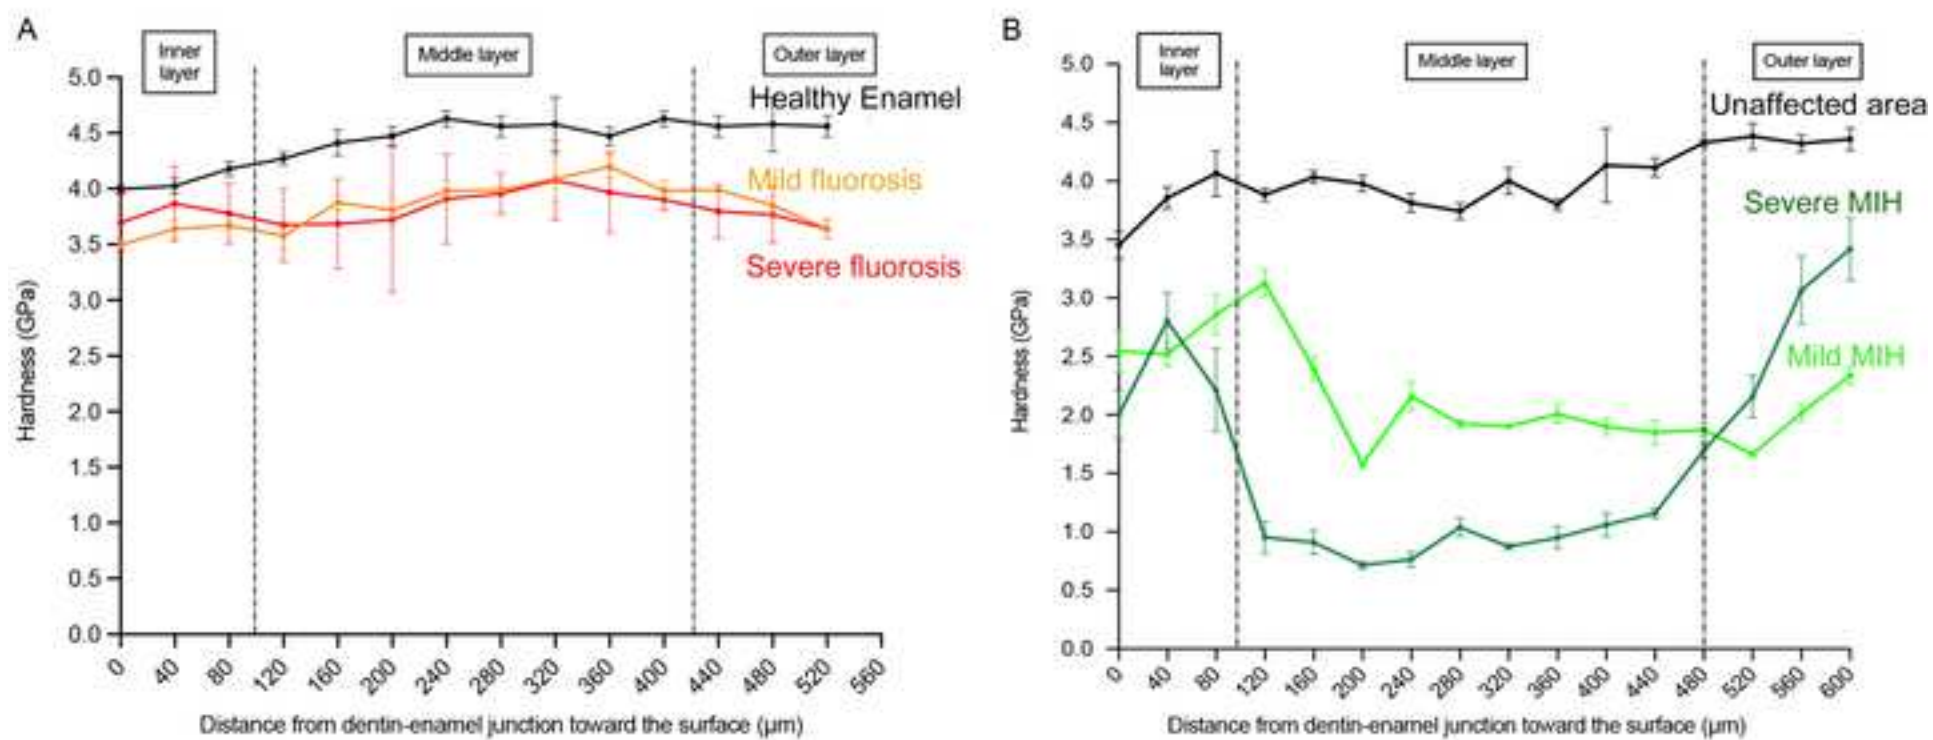 A
Inner
layer
Middle layer
Outer layer
5.0
4.5
4.0
3.5
3.0
2.5
2.0
1.5
1.0
0.5
0.0
Healthy Enamel
Mild fluorosis
Severe fluorosis
Hardness (GPa)
0
40
80
120
160
200
240
280
320
360
400
440
480
520
560
Distance from dentin-enamel junction toward the surface (μm)
B
Inner
layer
Middle layer
Outer layer
5.0
4.5
4.0
3.5
3.0
2.5
2.0
1.5
1.0
0.5
0.0
Unaffected area
Severe MIH
Mild MIH
Hardness (GPa)
0
40
80
120
160
200
240
280
320
360
400
440
480
520
560
600
Distance from dentin-enamel junction toward the surface (μm)